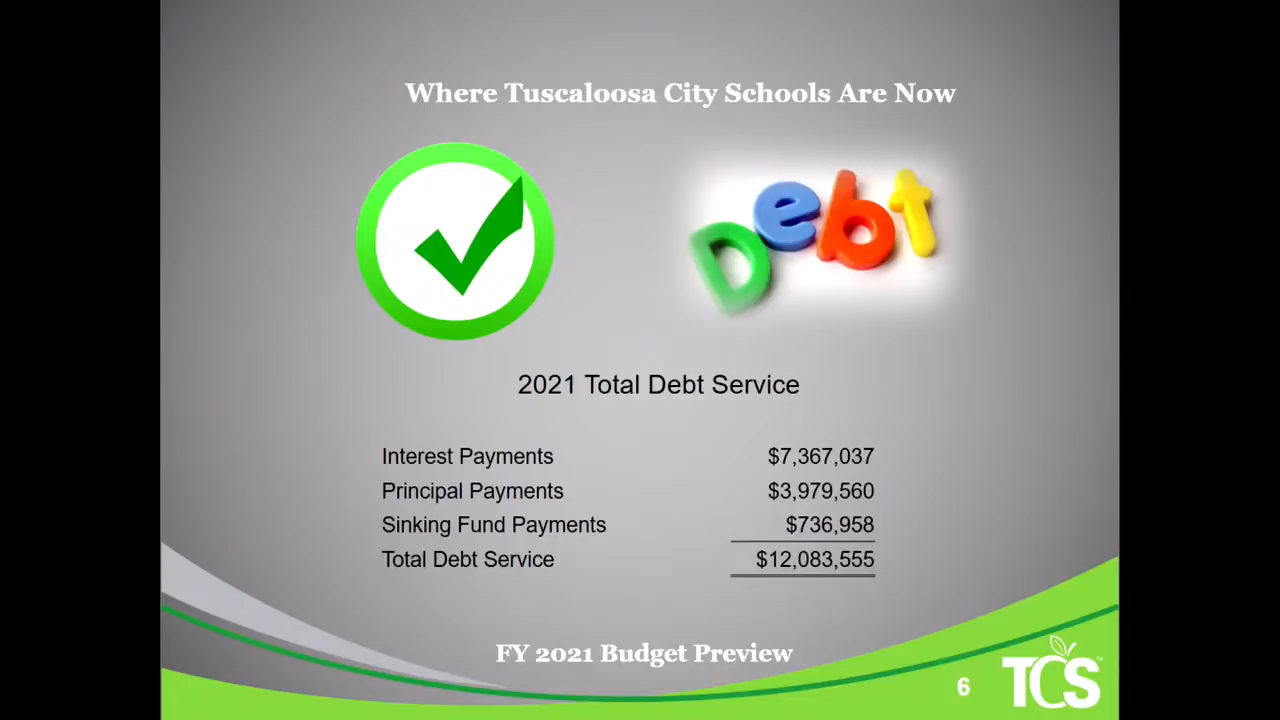 Where Tuscaloosa City Schools Are Now
Debt
2021 Total Debt Service
Interest Payments $7,367,037
Principal Payments $3,979,560
Sinking Fund Payments $736,958
Total Debt Service $12,083,555
FY 2021 Budget Preview
6
TCS™